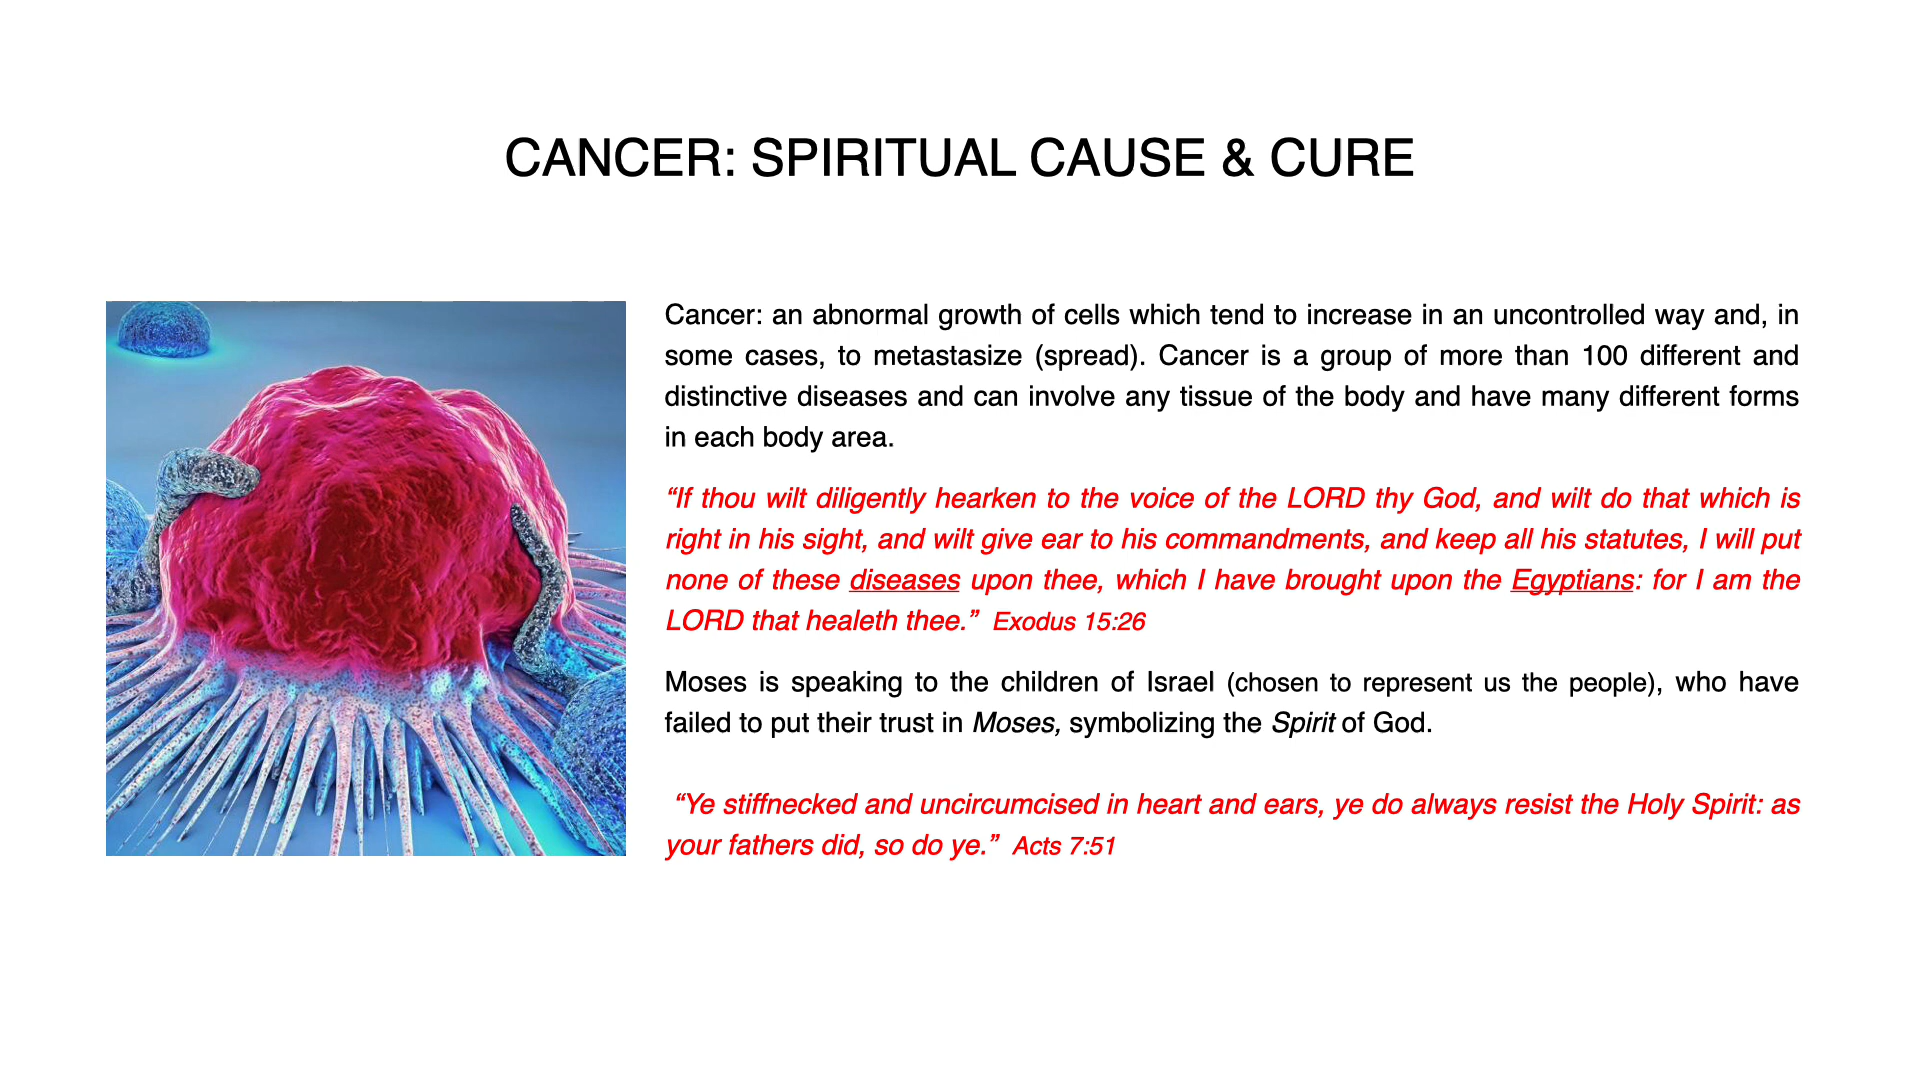 CANCER: SPIRITUAL CAUSE & CURE
Cancer: an abnormal growth of cells which tend to increase in an uncontrolled way and, in
some cases, to metastasize (spread). Cancer is a group of more than 100 different and
distinctive diseases and can involve any tissue of the body and have many different forms
in each body area.
“If thou wilt diligently hearken to the voice of the LORD thy God, and wilt do that which is
right in his sight, and wilt give ear to his commandments, and keep all his statutes, I will put
none of these diseases upon thee, which I have brought upon the Egyptians: for I am the
LORD that healeth thee.” Exodus 15:26
Moses is speaking to the children of Israel (chosen to represent us the people), who have
failed to put their trust in Moses, symbolizing the Spirit of God.
“Ye stiffnecked and uncircumcised in heart and ears, ye do always resist the Holy Spirit: as
your fathers did, so do ye.” Acts 7:51